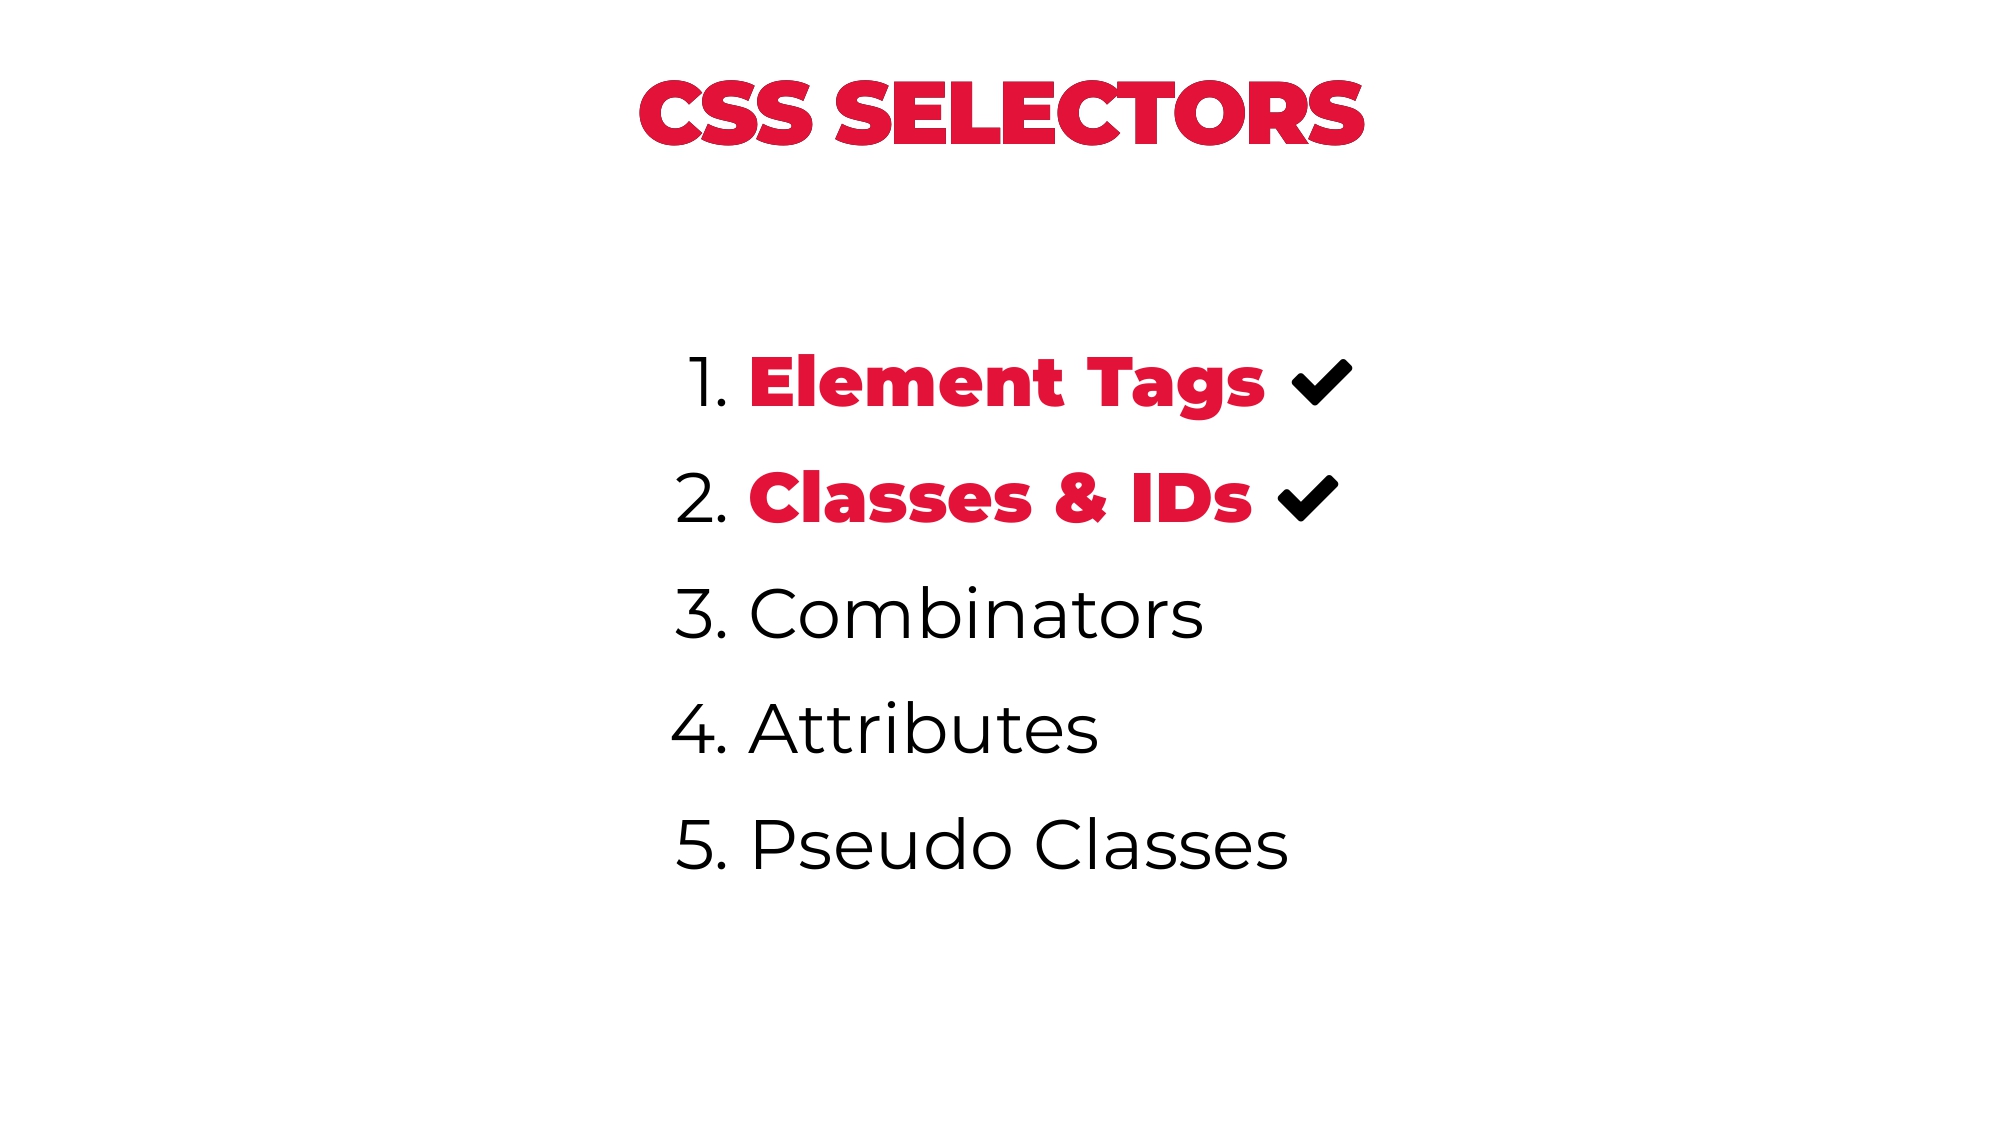 CSS SELECTORS
1. Element Tags ✔
2. Classes & IDs ✔
3. Combinators
4. Attributes
5. Pseudo Classes